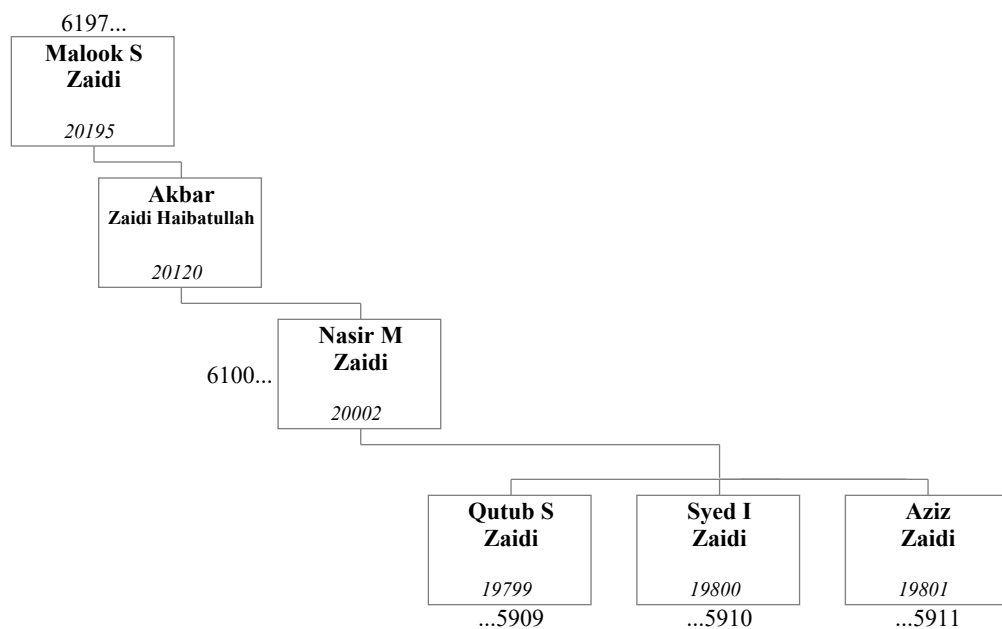 6197...
Malook S
Zaidi
20195
Akbar
Zaidi Haibatullah
20120
Nasir M
Zaidi
6100...
20002
Qutub S
Zaidi
19799
...5909
Syed I
Zaidi
19800
...5910
Aziz
Zaidi
19801
...5911